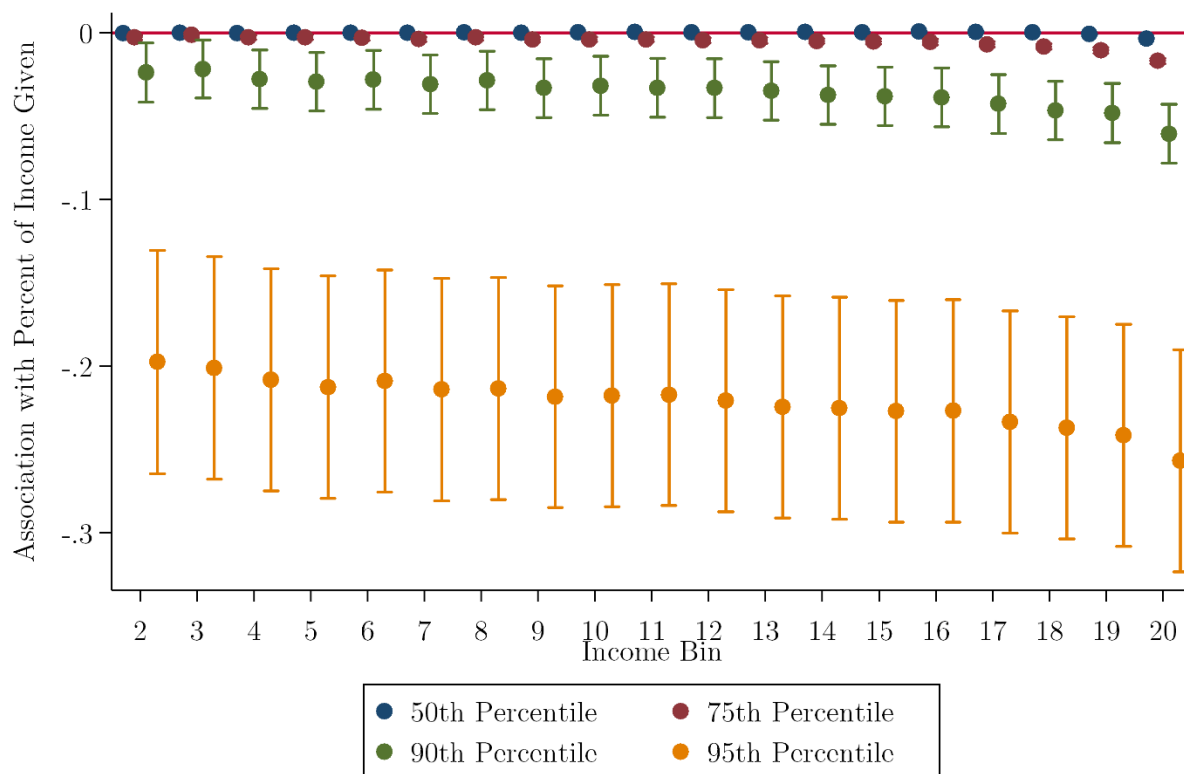 Association with Percent of Income Given
0
-.1
-.2
-.3
2 3 4 5 6 7 8 9 10 11 12 13 14 15 16 17 18 19 20
Income Bin
50th Percentile 75th Percentile
90th Percentile 95th Percentile